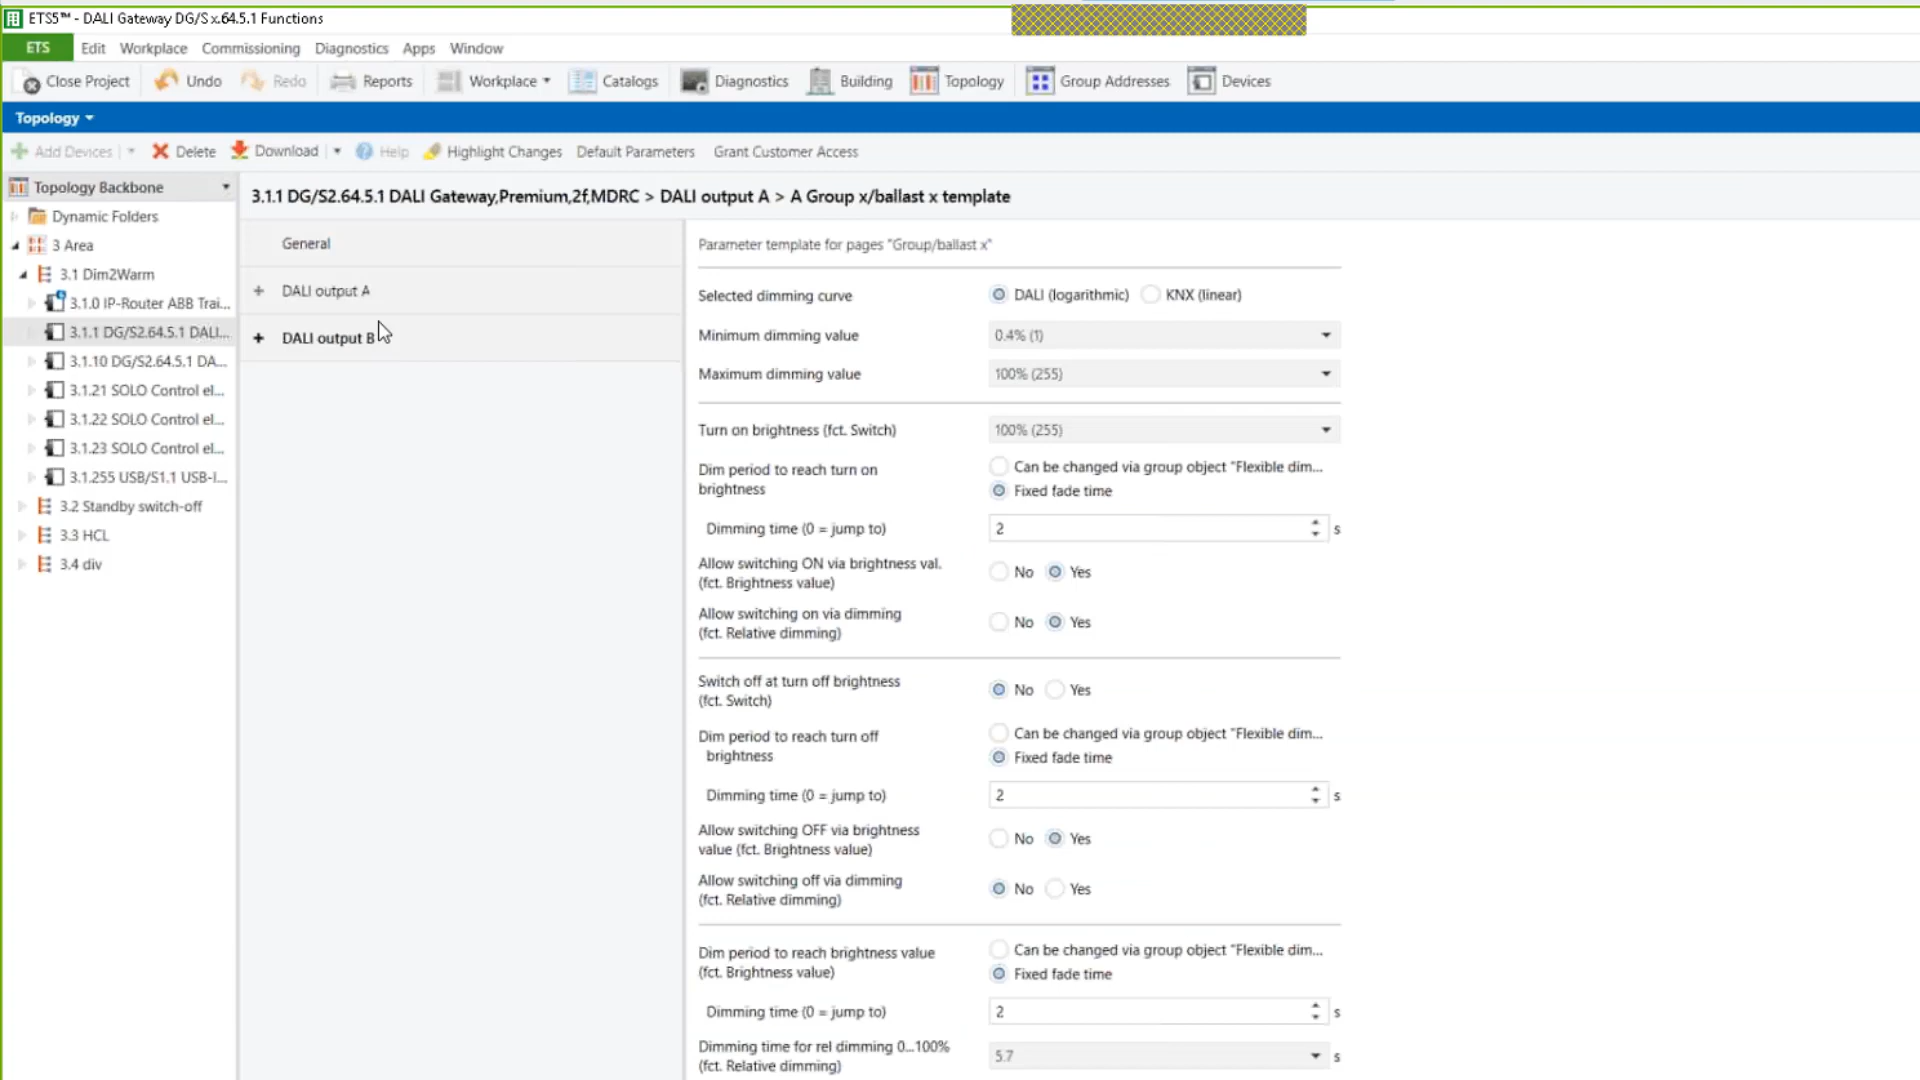 ETS5™ - DALI Gateway DG/S x.64.5.1 Functions
ETS Edit Workplace Commissioning Diagnostics Apps Window
Close Project Undo Redo Reports Workplace Catalogs Diagnostics Building Topology Group Addresses Devices
Topology
Add Devices Delete Download Help Highlight Changes Default Parameters Grant Customer Access
Topology Backbone
Dynamic Folders
3 Area
3.1 Dim2Warm
3.1.0 IP-Router ABB Trai...
3.1.1 DG/S2.64.5.1 DALI...
3.1.10 DG/S2.64.5.1 DA...
3.1.21 SOLO Control el...
3.1.22 SOLO Control el...
3.1.23 SOLO Control el...
3.1.255 USB/S1.1 USB-I...
3.2 Standby switch-off
3.3 HCL
3.4 div
3.1.1 DG/S2.64.5.1 DALI Gateway,Premium,2f,MDRC > DALI output A > A Group x/ballast x template
General
DALI output A
DALI output B
Parameter template for pages "Group/ballast x"
Selected dimming curve DALI (logarithmic) KNX (linear)
Minimum dimming value 0.4% (1)
Maximum dimming value 100% (255)
Turn on brightness (fct. Switch) 100% (255)
Dim period to reach turn on
brightness
Can be changed via group object "Flexible dim...
Fixed fade time
Dimming time (0 = jump to) 2 s
Allow switching ON via brightness val.
(fct. Brightness value)
No Yes
Allow switching on via dimming
(fct. Relative dimming)
No Yes
Switch off at turn off brightness
(fct. Switch)
No Yes
Dim period to reach turn off
brightness
Can be changed via group object "Flexible dim...
Fixed fade time
Dimming time (0 = jump to) 2 s
Allow switching OFF via brightness
value (fct. Brightness value)
No Yes
Allow switching off via dimming
(fct. Relative dimming)
No Yes
Dim period to reach brightness value
(fct. Brightness value)
Can be changed via group object "Flexible dim...
Fixed fade time
Dimming time (0 = jump to) 2 s
Dimming time for rel dimming 0...100%
(fct. Relative dimming)
5.7 s